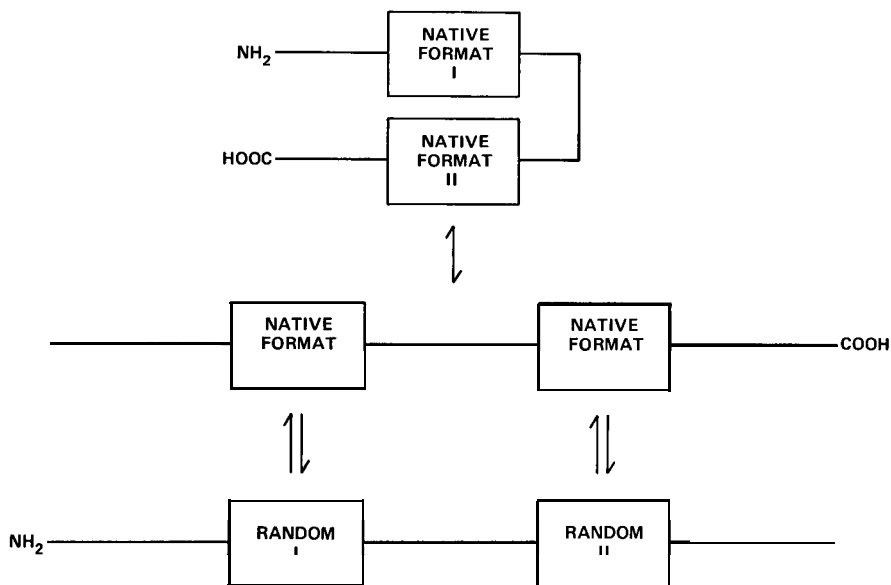 NH2
NATIVE
FORMAT
I
HOOC
NATIVE
FORMAT
II
NATIVE
FORMAT
NATIVE
FORMAT
COOH
NH2
RANDOM
I
RANDOM
II